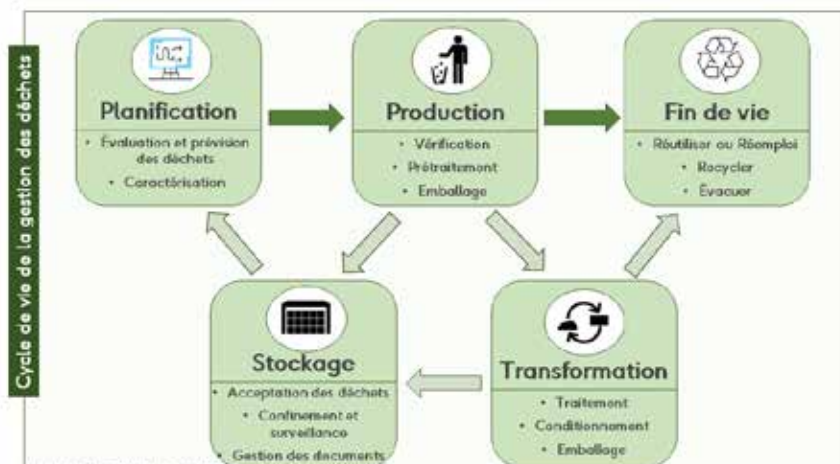 Cycle de vie de la gestion des déchets
Planification
• Évaluation et prévision
des déchets
• Caractérisation
Production
• Vérification
• Prétraitement
• Emballage
Fin de vie
• Réutiliser ou Réemploi
• Recycler
• Évacuer
Stockage
• Acceptation des déchets
• Confinement et
surveillance
• Gestion des documents
Transformation
• Traitement
• Conditionnement
• Emballage